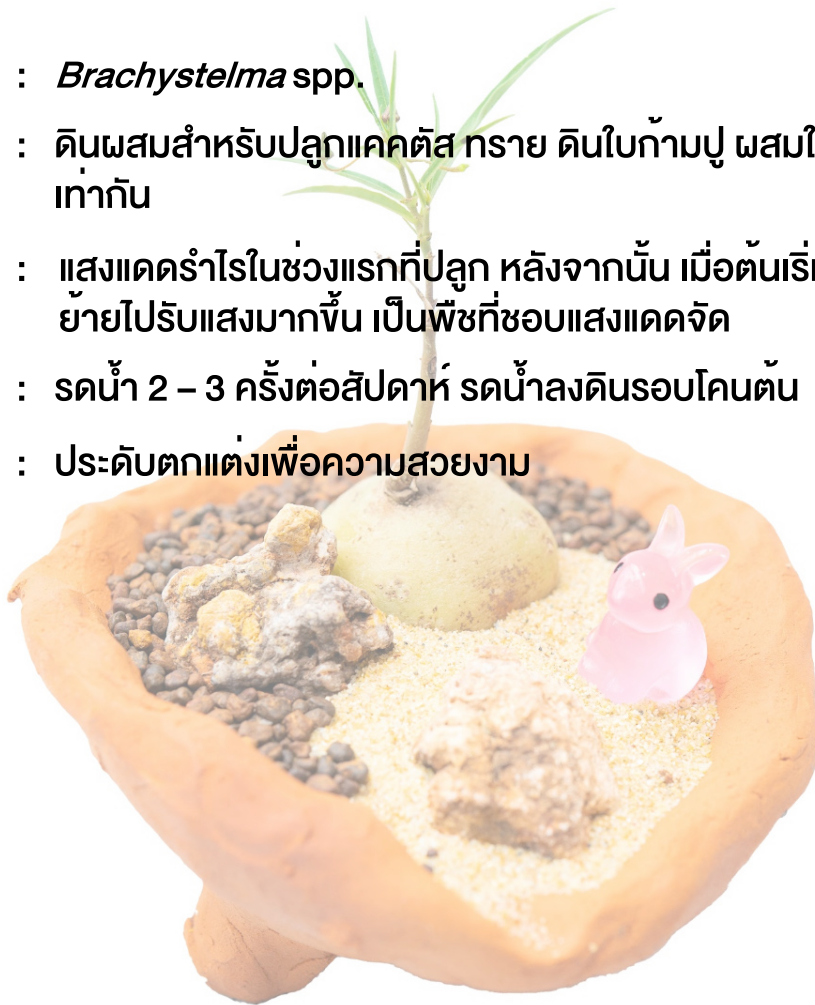 : Brachystelma spp.
: ดินผสมสำหรับปลูกแคคตัส ทราย ดินใบก้ามปู ผสมใ
เท่ากัน
: แสงแดดรำไรในช่วงแรกที่ปลูก หลังจากนั้น เมื่อต้นเริ่
ย้ายไปรับแสงมากขึ้น เป็นพืชที่ชอบแสงแดดจัด
: รดน้ำ 2 – 3 ครั้งต่อสัปดาห์ รดน้ำลงดินรอบโคนต้น
: ประดับตกแต่งเพื่อความสวยงาม